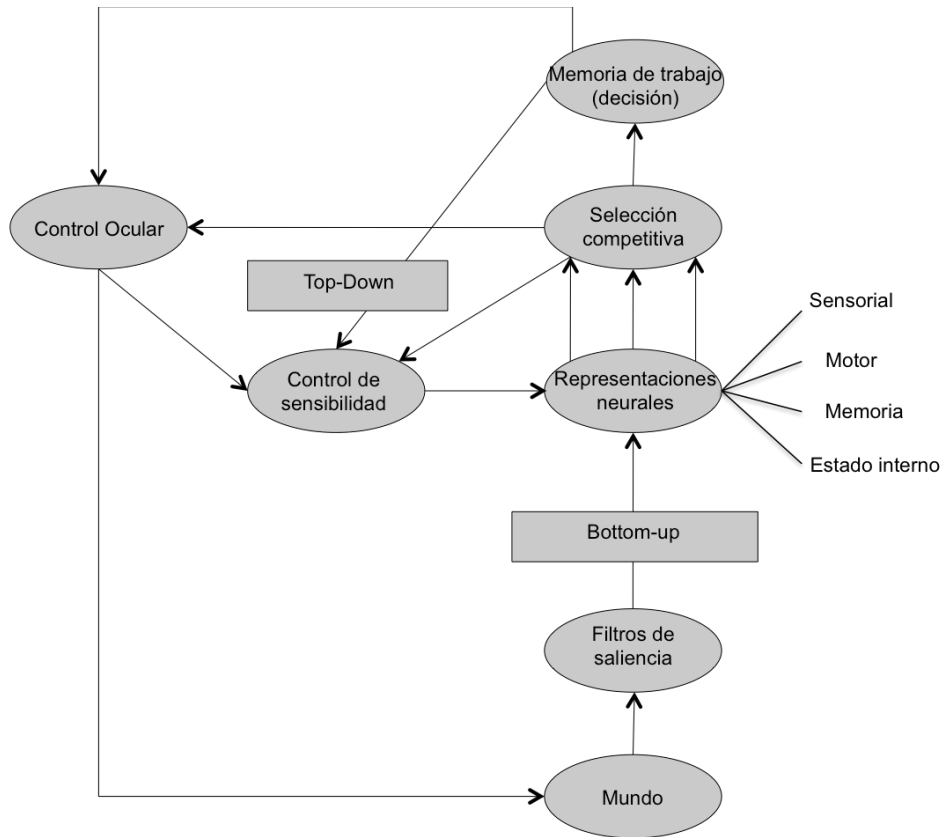 Memoria de trabajo
(decisión)
Control Ocular
Selección
competitiva
Top-Down
Sensorial
Control de
sensibilidad
Representaciones
neurales
Motor
Memoria
Estado interno
Bottom-up
Filtros de
saliencia
Mundo